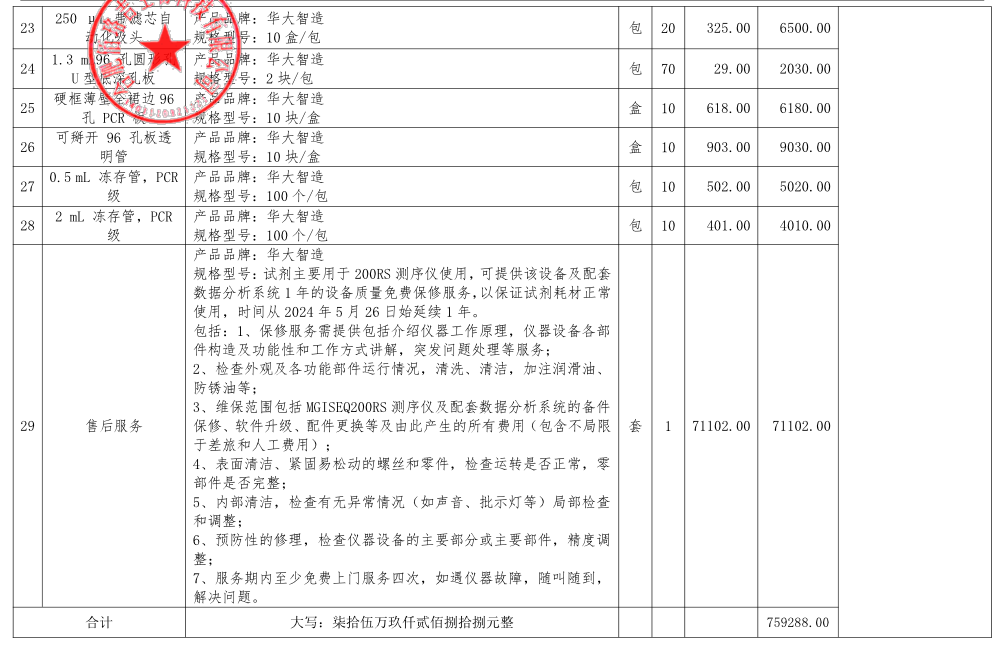 23 250 μL 带滤芯自动化吸头 产品品牌：华大智造 包 20 325.00 6500.00
规格型号：10 盒/包
24 1.3 mL 96 孔圆形 产品品牌：华大智造 包 70 29.00 2030.00
U 型底深孔板 规格型号：2 块/包
25 硬框薄壁全裙边 96 产品品牌：华大智造 盒 10 618.00 6180.00
孔 PCR 板 规格型号：10 块/盒
26 可掰开 96 孔板透 产品品牌：华大智造 盒 10 903.00 9030.00
明管 规格型号：10 块/盒
27 0.5 mL 冻存管，PCR 产品品牌：华大智造 包 10 502.00 5020.00
级 规格型号：100 个/包
28 2 mL 冻存管，PCR 产品品牌：华大智造 包 10 401.00 4010.00
级 规格型号：100 个/包
29 售后服务 套 1 71102.00 71102.00
产品品牌：华大智造
规格型号：试剂主要用于 200RS 测序仪使用，可提供该设备及配套
数据分析系统 1 年的设备质量免费保修服务，以保证试剂耗材正常
使用，时间从 2024 年 5 月 26 日始延续 1 年。
包括：1、保修服务需提供包括介绍仪器工作原理，仪器设备各部
件构造及功能性和工作方式讲解，突发问题处理等服务；
2、检查外观及各功能部件运行情况，清洗、清洁，加注润滑油、
防锈油等；
3、维保范围包括 MGISEQ200RS 测序仪及配套数据分析系统的备件
保修、软件升级、配件更换等及由此产生的所有费用（包含不局限
于差旅和人工费用）；
4、表面清洁、紧固易松动的螺丝和零件，检查运转是否正常，零
部件是否完整；
5、内部清洁，检查有无异常情况（如声音、批示灯等）局部检查
和调整；
6、预防性的修理，检查仪器设备的主要部分或主要部件，精度调
整；
7、服务期内至少免费上门服务四次，如遇仪器故障，随叫随到，
解决问题。
合计 大写：柒拾伍万玖仟贰佰捌拾捌元整 759288.00